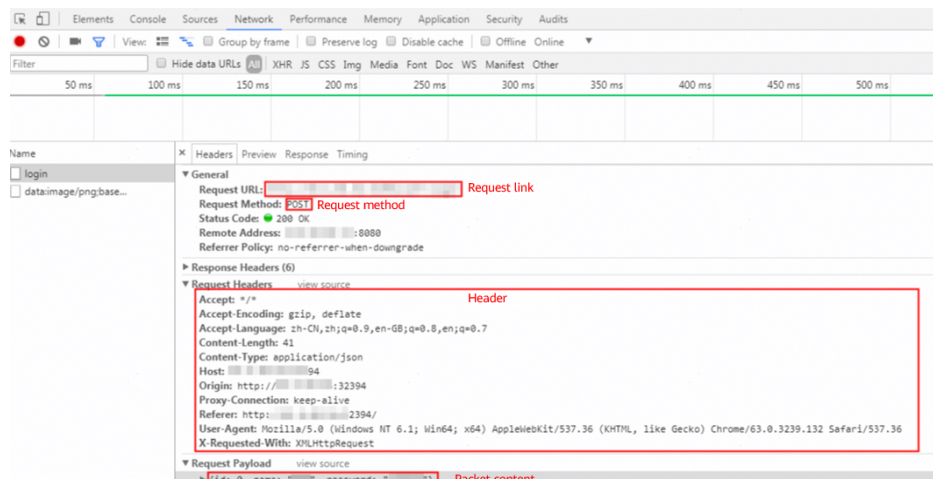 Elements Console Sources Network Performance Memory Application Security Audits
View: Group by frame Preserve log Disable cache Offline Online
Filter Hide data URLs All XHR JS CSS Img Media Font Doc WS Manifest Other
50 ms 100 ms 150 ms 200 ms 250 ms 300 ms 350 ms 400 ms 450 ms 500 ms
Name × Headers Preview Response Timing
login
data:image/png;base...
▼ General
Request URL: Request link
Request Method: POST Request method
Status Code: 200 OK
Remote Address: :8080
Referrer Policy: no-referrer-when-downgrade
▶ Response Headers (6)
▼ Request Headers view source
Header
Accept: */*
Accept-Encoding: gzip, deflate
Accept-Language: zh-CN,zh;q=0.9,en-GB;q=0.8,en;q=0.7
Content-Length: 41
Content-Type: application/json
Host: 94
Origin: http:// :32394
Proxy-Connection: keep-alive
Referer: http: 2394/
User-Agent: Mozilla/5.0 (Windows NT 6.1; Win64; x64) AppleWebKit/537.36 (KHTML, like Gecko) Chrome/63.0.3239.132 Safari/537.36
X-Requested-With: XMLHttpRequest
▼ Request Payload view source
Packet content